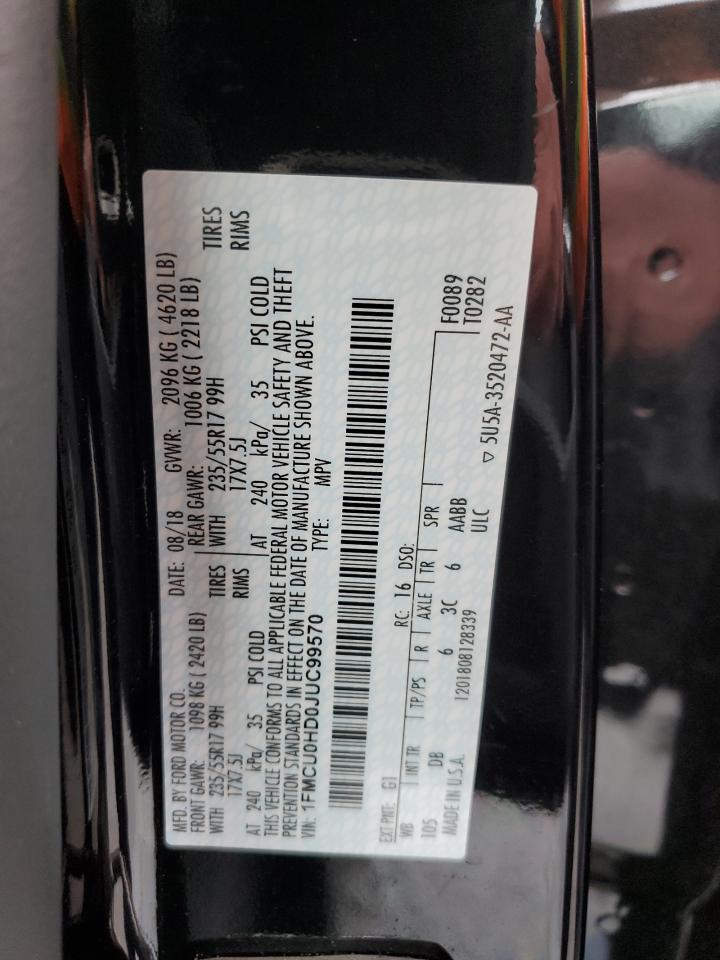 MFD. BY FORD MOTOR CO. DATE: 08/18 GVWR: 2096 KG ( 4620 LB)
FRONT GAWR: 1098 KG ( 2420 LB) REAR GAWR: 1006 KG ( 2218 LB)
WITH 235/55R17 99H TIRES WITH 235/55R17 99H TIRES
17X7.5J RIMS 17X7.5J RIMS
AT 240 kPa/ 35 PSI COLD AT 240 kPa/ 35 PSI COLD
THIS VEHICLE CONFORMS TO ALL APPLICABLE FEDERAL MOTOR VEHICLE SAFETY AND THEFT
PREVENTION STANDARDS IN EFFECT ON THE DATE OF MANUFACTURE SHOWN ABOVE.
VIN: 1FMCU0HD0JUC99570 TYPE: MPV
EXT PNT: G1 RC: 16 DSO: F0089
T0282
WB INT TR TP/PS R AXLE TR SPR
105 DB 6 3C 6 AABB
1201808128339 ULC
MADE IN U.S.A. ▽ 5U5A-3520472-AA